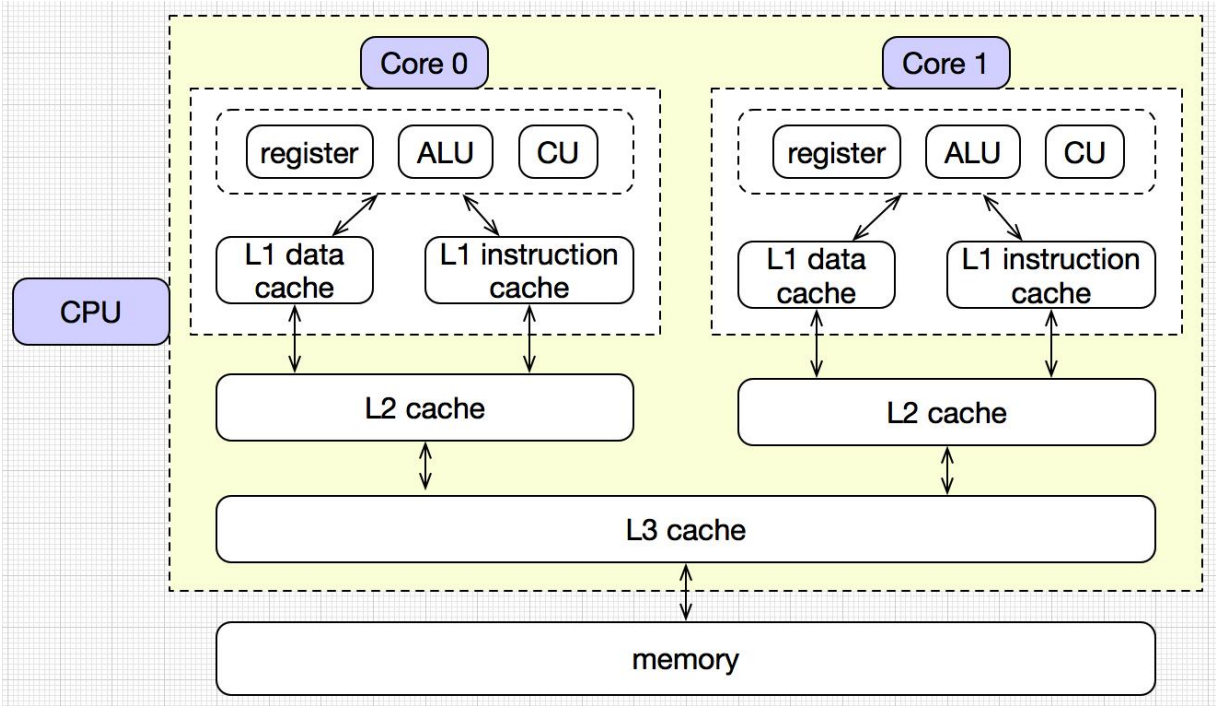 Core 0
Core 1
register
ALU
CU
register
ALU
CU
L1 data
cache
L1 instruction
cache
L1 data
cache
L1 instruction
cache
CPU
L2 cache
L2 cache
L3 cache
memory